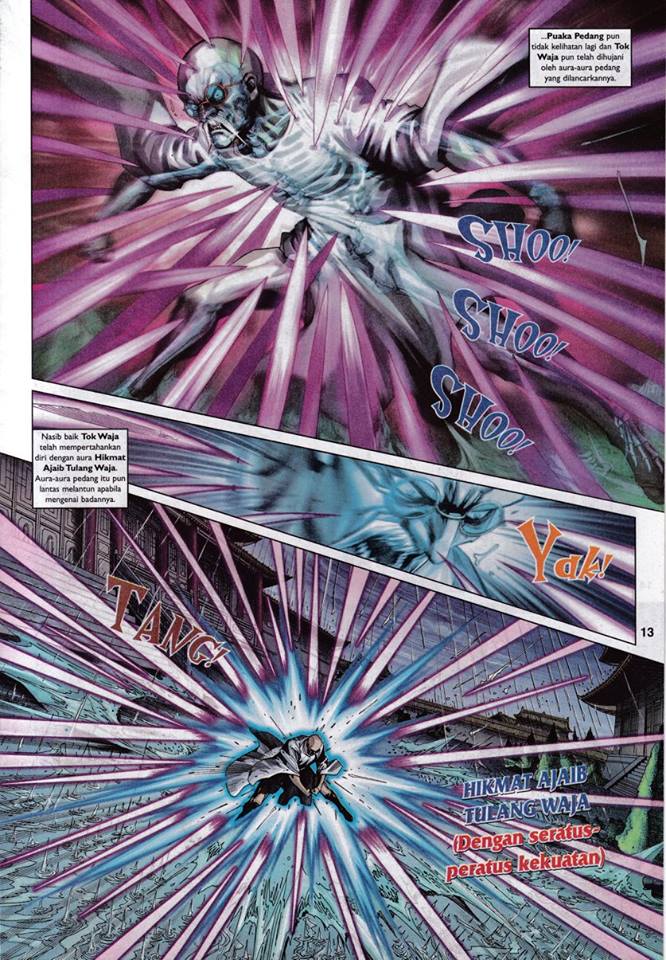 ...Puaka Pedang pun
tidak kelihatan lagi dan Tok
Waja pun telah dihujani
oleh aura-aura pedang
yang dilancarkannya.
SHOO!
SHOO!
SHOO!
Nasib baik Tok Waja
telah mempertahankan
diri dengan aura Hikmat
Ajaib Tulang Waja.
Aura-aura pedang itu pun
lantas melantun apabila
mengenai badannya.
Yak!
13
TANG!
HIKMAT AJAIB
TULANG WAJA
(Dengan seratus-
peratus kekuatan)